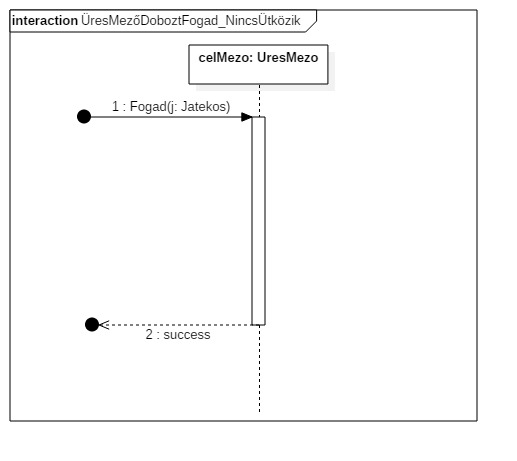 interaction ÜresMezőDoboztFogad_NincsÜtközik
celMezo: UresMezo
1 : Fogad(j: Jatekos)
2 : success